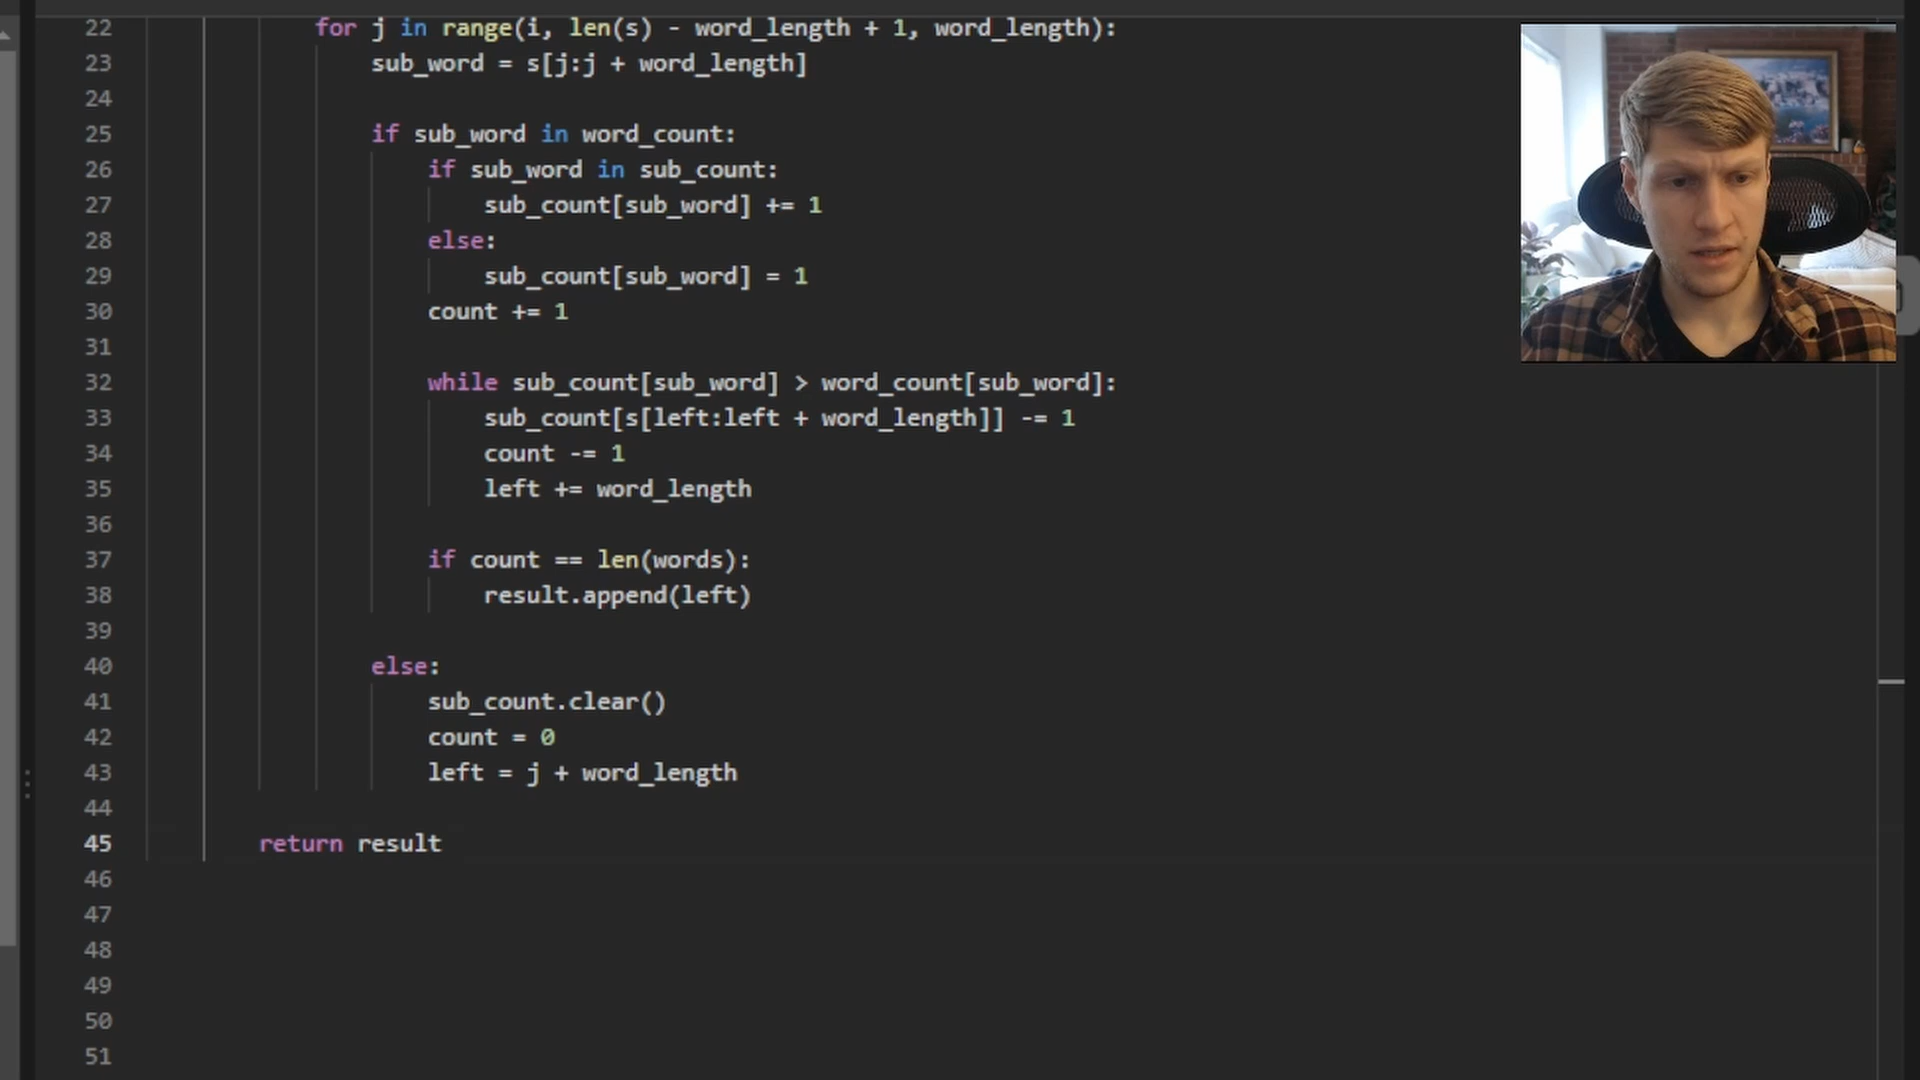 22 for j in range(i, len(s) - word_length + 1, word_length):
23 sub_word = s[j:j + word_length]
24
25 if sub_word in word_count:
26 if sub_word in sub_count:
27 sub_count[sub_word] += 1
28 else:
29 sub_count[sub_word] = 1
30 count += 1
31
32 while sub_count[sub_word] > word_count[sub_word]:
33 sub_count[s[left:left + word_length]] -= 1
34 count -= 1
35 left += word_length
36
37 if count == len(words):
38 result.append(left)
39
40 else:
41 sub_count.clear()
42 count = 0
43 left = j + word_length
44
45 return result
46
47
48
49
50
51